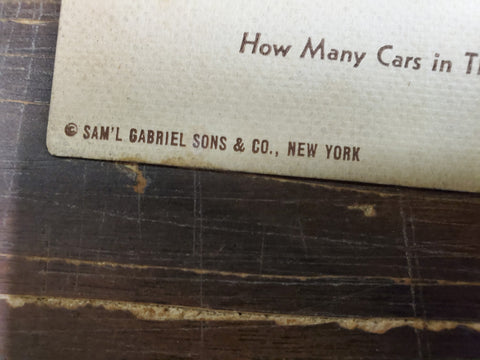 How Many Cars in
© SAM'L GABRIEL SONS & CO., NEW YORK